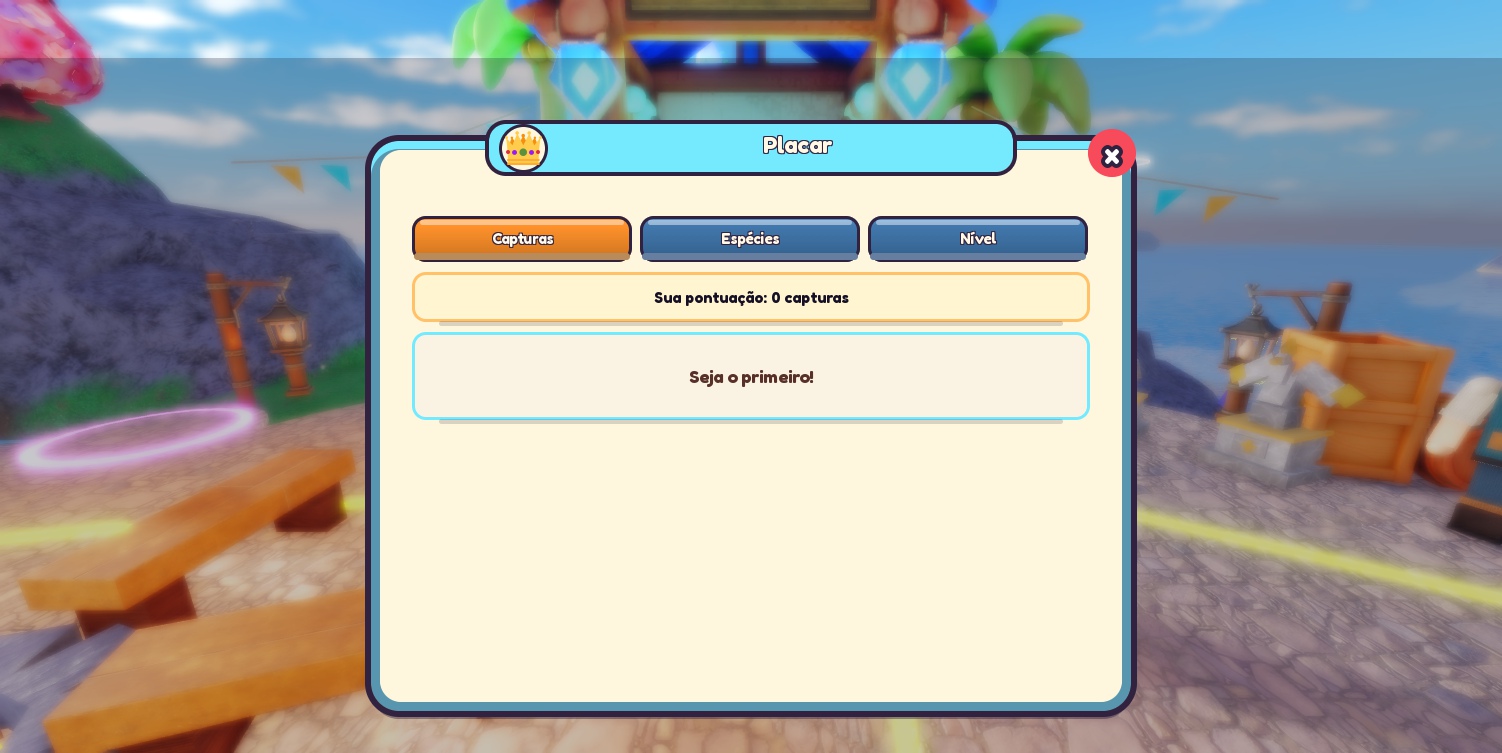 Placar
Capturas
Espécies
Nível
Sua pontuação: 0 capturas
Seja o primeiro!